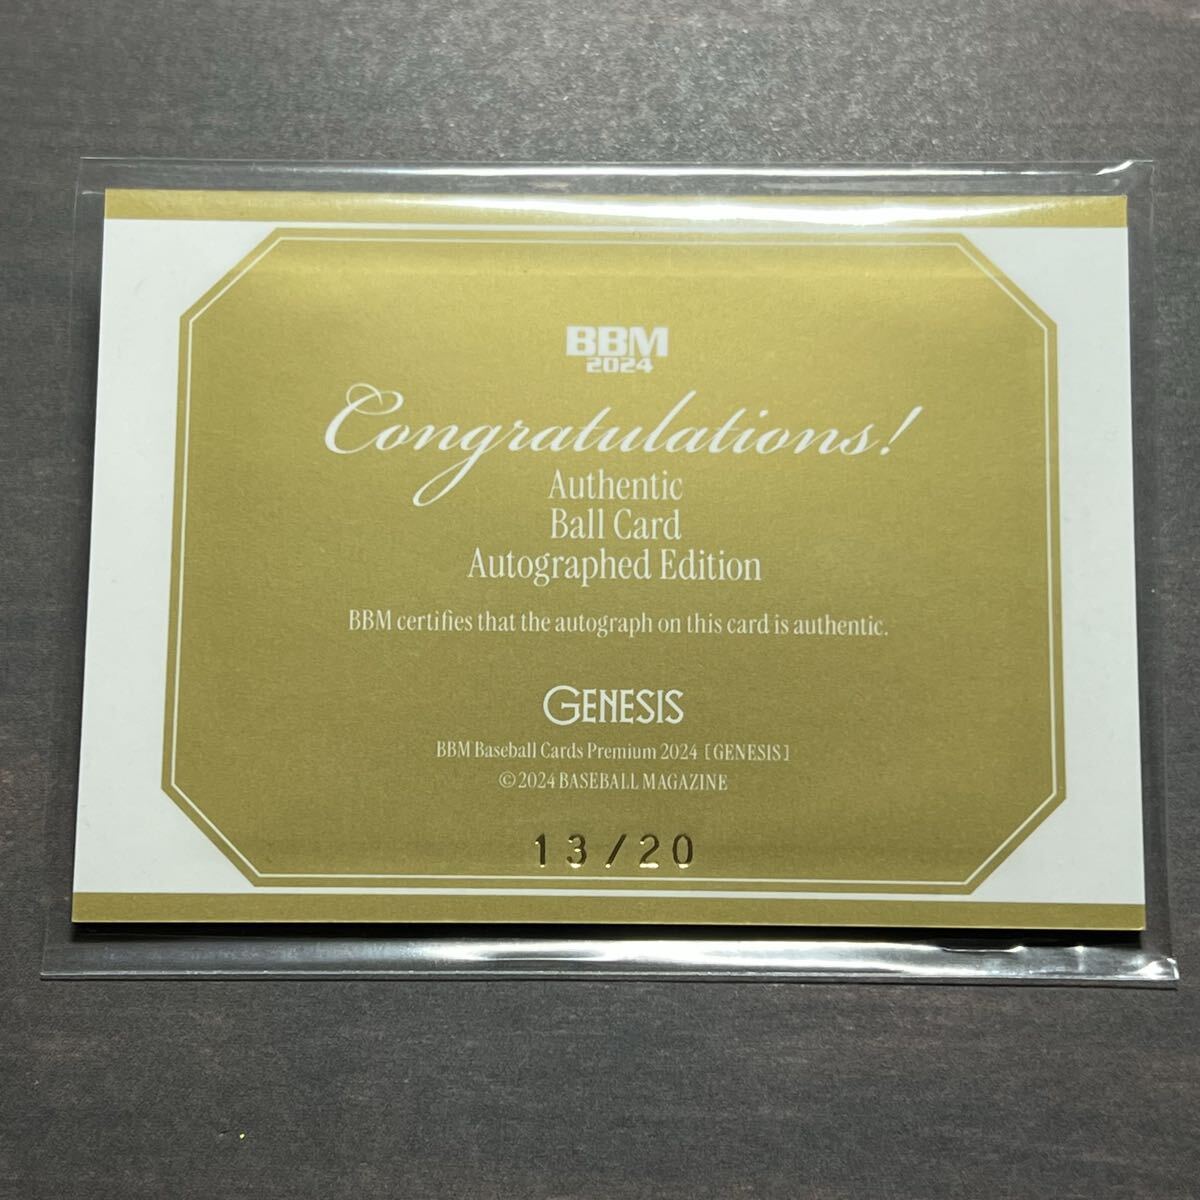 BBM
2024
Congratulations!
Authentic
Ball Card
Autographed Edition
BBM certifies that the autograph on this card is authentic.
GENESIS
BBM Baseball Cards Premium 2024 [GENESIS]
©2024 BASEBALL MAGAZINE
13/20